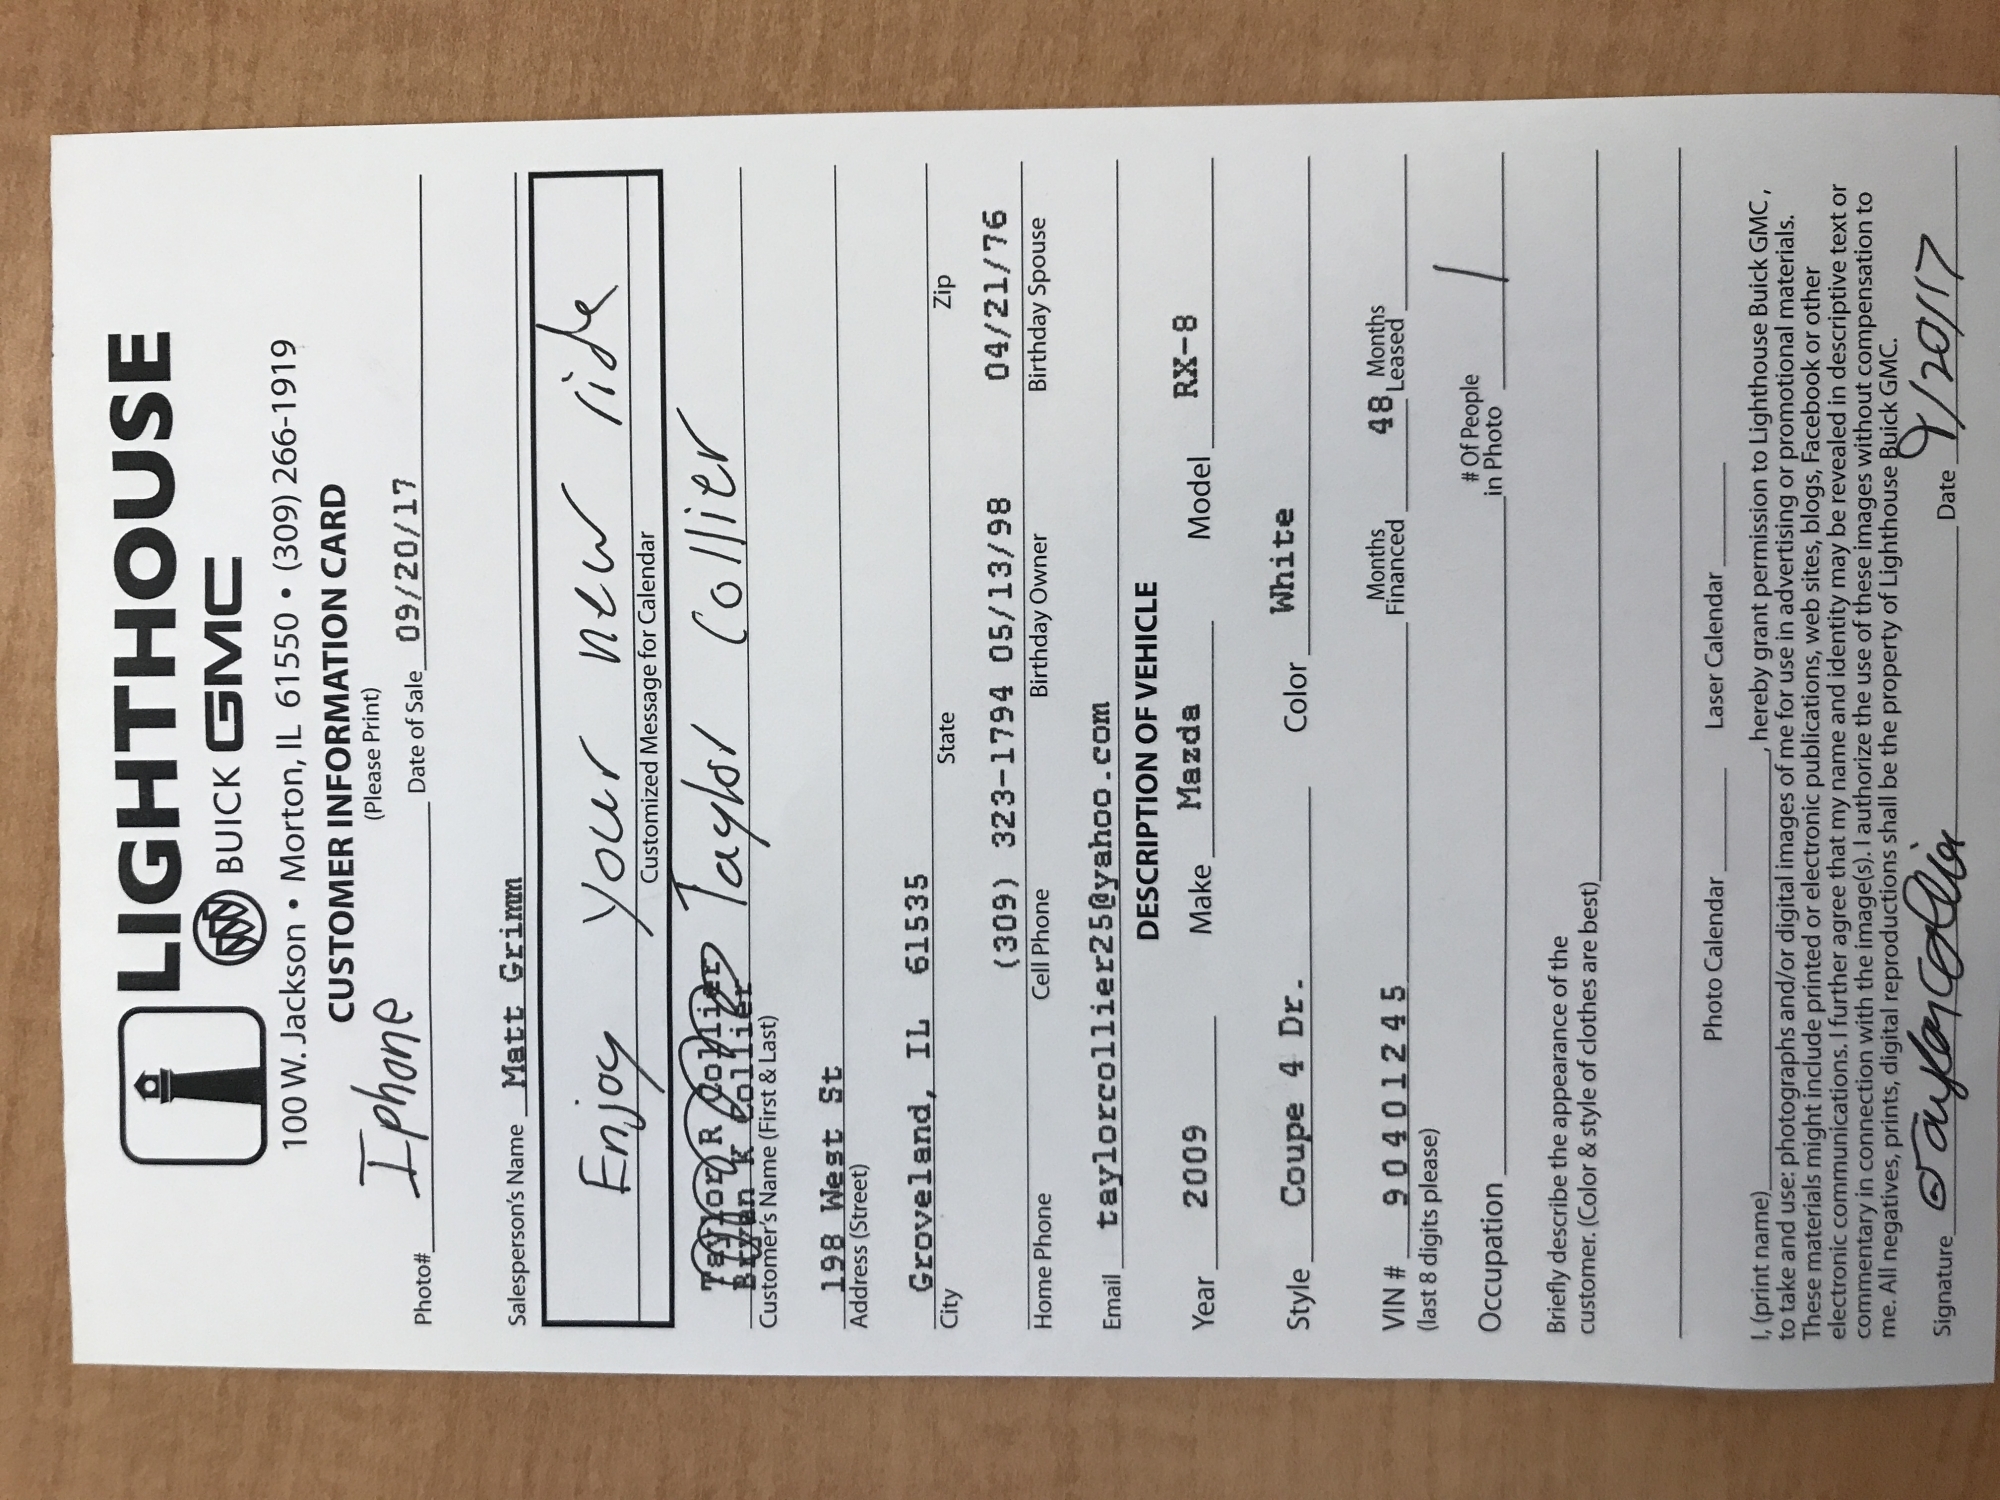 LIGHTHOUSE
BUICK GMC
100 W. Jackson • Morton, IL 61550 • (309) 266-1919
CUSTOMER INFORMATION CARD
(Please Print)
Photo# Iphone Date of Sale 09/20/17
Salesperson's Name Matt Grimm
Enjoy your new ride
Customized Message for Calendar
Taylor R Collier Taylor Collier
Bryan K Collier
Customer's Name (First & Last)
198 West St
Address (Street)
Groveland, IL 61535
City State Zip
(309) 323-1794 05/13/98 04/21/76
Home Phone Cell Phone Birthday Owner Birthday Spouse
Email taylorcollier25@yahoo.com
DESCRIPTION OF VEHICLE
Year 2009 Make Mazda Model RX-8
Style Coupe 4 Dr. Color White
VIN # 90401245 Months Financed 48 Months Leased
(last 8 digits please)
Occupation # Of People in Photo 1
Briefly describe the appearance of the
customer. (Color & style of clothes are best)
Photo Calendar Laser Calendar
I, (print name) , hereby grant permission to Lighthouse Buick GMC ,
to take and use: photographs and/or digital images of me for use in advertising or promotional materials.
These materials might include printed or electronic publications, web sites, blogs, Facebook or other
electronic communications. I further agree that my name and identity may be revealed in descriptive text or
commentary in connection with the image(s). I authorize the use of these images without compensation to
me. All negatives, prints, digital reproductions shall be the property of Lighthouse Buick GMC.
Signature Taylor Collier Date 9/20/17